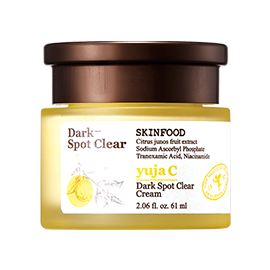 Dark
Spot Clear
SKINFOOD
Citrus junos fruit extract
Sodium Ascorbyl Phosphate
Tranexamic Acid, Niacinamide
yuja C
Dark Spot Clear
Cream
2.06 fl. oz. 61 ml